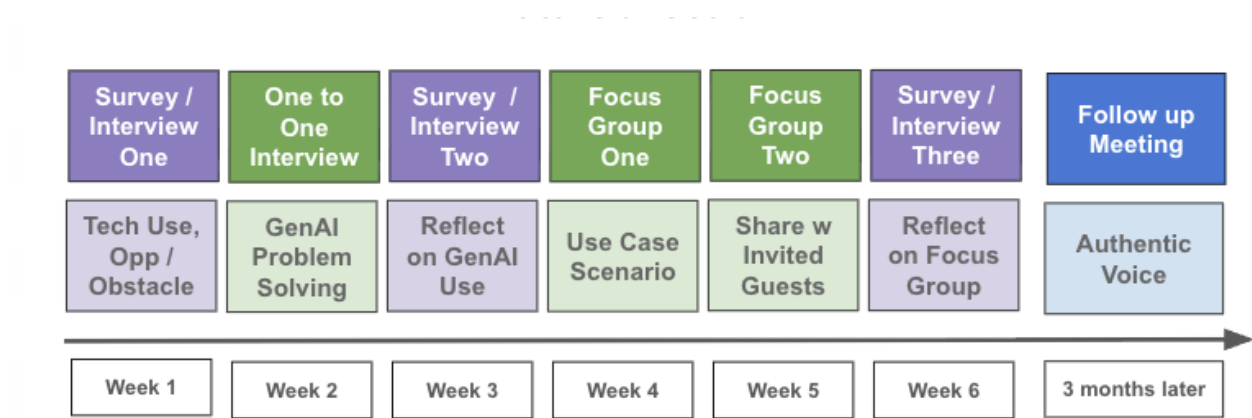 Survey /
Interview
One
One to
One
Interview
Survey /
Interview
Two
Focus
Group
One
Focus
Group
Two
Survey /
Interview
Three
Follow up
Meeting
Tech Use,
Opp /
Obstacle
GenAI
Problem
Solving
Reflect
on GenAI
Use
Use Case
Scenario
Share w
Invited
Guests
Reflect
on Focus
Group
Authentic
Voice
Week 1
Week 2
Week 3
Week 4
Week 5
Week 6
3 months later